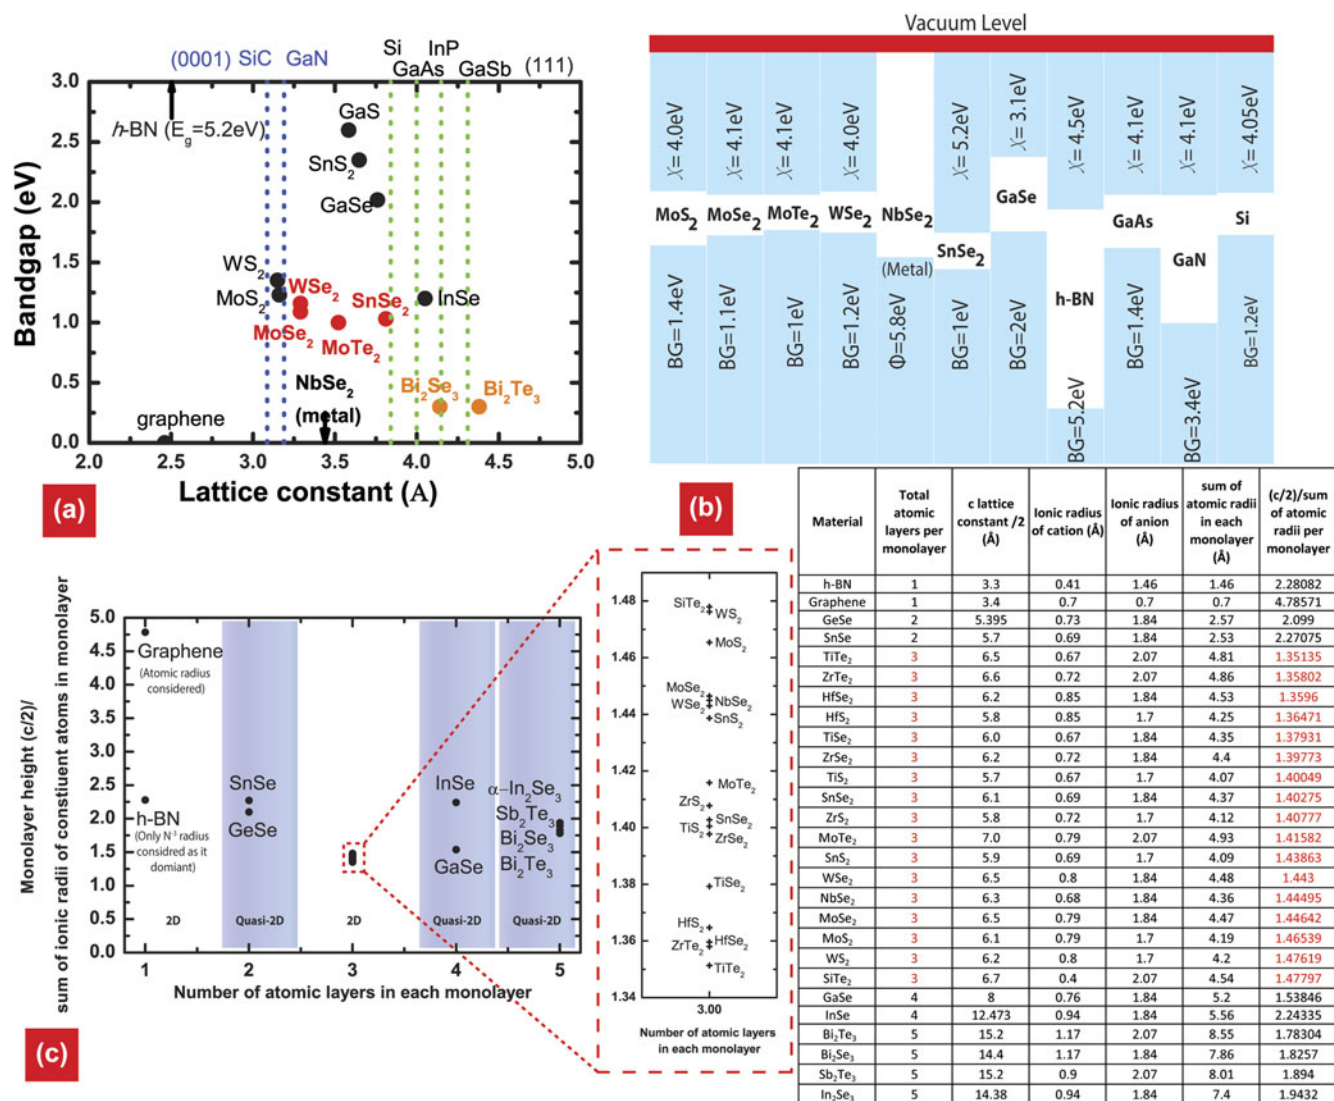 (0001) SiC GaN
Si InP
GaAs GaSb (111)
3.0
2.5
2.0
1.5
1.0
0.5
0.0
Bandgap (eV)
h-BN (Eg=5.2eV)
GaS
SnS2
GaSe
WS2
MoS2
WSe2
MoSe2
MoTe2
SnSe2
InSe
NbSe2
(metal)
Bi2Se3
Bi2Te3
graphene
2.0 2.5 3.0 3.5 4.0 4.5 5.0
Lattice constant (A)
(a)
Vacuum Level
χ= 4.0eV
χ= 4.1eV
χ= 4.1eV
χ= 4.0eV
χ= 5.2eV
χ= 3.1eV
χ= 4.5eV
χ= 4.1eV
χ= 4.1eV
χ= 4.05eV
MoS2 MoSe2 MoTe2 WSe2 NbSe2
(Metal)
SnSe2
GaSe
h-BN
GaAs
GaN
Si
BG=1.4eV
BG=1.1eV
BG=1eV
BG=1.2eV
Φ=5.8eV
BG=1eV
BG=2eV
BG=5.2eV
BG=1.4eV
BG=3.4eV
BG=1.2eV
(b)
Monolayer height (c/2)/
sum of ionic radii of constiuent atoms in monolayer
5.0
4.5
4.0
3.5
3.0
2.5
2.0
1.5
1.0
0.5
0.0
Graphene
(Atomic radius
considered)
h-BN
(Only N-3 radius
considred as it
domiant)
SnSe
GeSe
InSe
GaSe
α-In2Se3
Sb2Te3
Bi2Se3
Bi2Te3
2D Quasi-2D 2D Quasi-2D Quasi-2D
1 2 3 4 5
Number of atomic layers in each monolayer
(c)
1.48
1.46
1.44
1.42
1.40
1.38
1.36
1.34
SiTe2
WS2
MoS2
MoSe2
NbSe2
WSe2
SnS2
MoTe2
ZrS2
SnSe2
TiS2
ZrSe2
TiSe2
HfS2
HfSe2
ZrTe2
TiTe2
3.00
Number of atomic layers
in each monolayer
Material | Total atomic layers per monolayer | c lattice constant /2 (Å) | Ionic radius of cation (Å) | Ionic radius of anion (Å) | sum of atomic radii in each monolayer (Å) | (c/2)/sum of atomic radii per monolayer
h-BN 1 3.3 0.41 1.46 1.46 2.28082
Graphene 1 3.4 0.7 0.7 0.7 4.78571
GeSe 2 5.395 0.73 1.84 2.57 2.099
SnSe 2 5.7 0.69 1.84 2.53 2.27075
TiTe2 3 6.5 0.67 2.07 4.81 1.35135
ZrTe2 3 6.6 0.72 2.07 4.86 1.35802
HfSe2 3 6.2 0.85 1.84 4.53 1.3596
HfS2 3 5.8 0.85 1.7 4.25 1.36471
TiSe2 3 6.0 0.67 1.84 4.35 1.37931
ZrSe2 3 6.2 0.72 1.84 4.4 1.39773
TiS2 3 5.7 0.67 1.7 4.07 1.40049
SnSe2 3 6.1 0.69 1.84 4.37 1.40275
ZrS2 3 5.8 0.72 1.7 4.12 1.40777
MoTe2 3 7.0 0.79 2.07 4.93 1.41582
SnS2 3 5.9 0.69 1.7 4.09 1.43863
WSe2 3 6.5 0.8 1.84 4.48 1.443
NbSe2 3 6.3 0.68 1.84 4.36 1.44495
MoSe2 3 6.5 0.79 1.84 4.47 1.44642
MoS2 3 6.1 0.79 1.7 4.19 1.46539
WS2 3 6.2 0.8 1.7 4.2 1.47619
SiTe2 3 6.7 0.4 2.07 4.54 1.47797
GaSe 4 8 0.76 1.84 5.2 1.53846
InSe 4 12.473 0.94 1.84 5.56 2.24335
Bi2Te3 5 15.2 1.17 2.07 8.55 1.78304
Bi2Se3 5 14.4 1.17 1.84 7.86 1.8257
Sb2Te3 5 15.2 0.9 2.07 8.01 1.894
In2Se3 5 14.38 0.94 1.84 7.4 1.9432